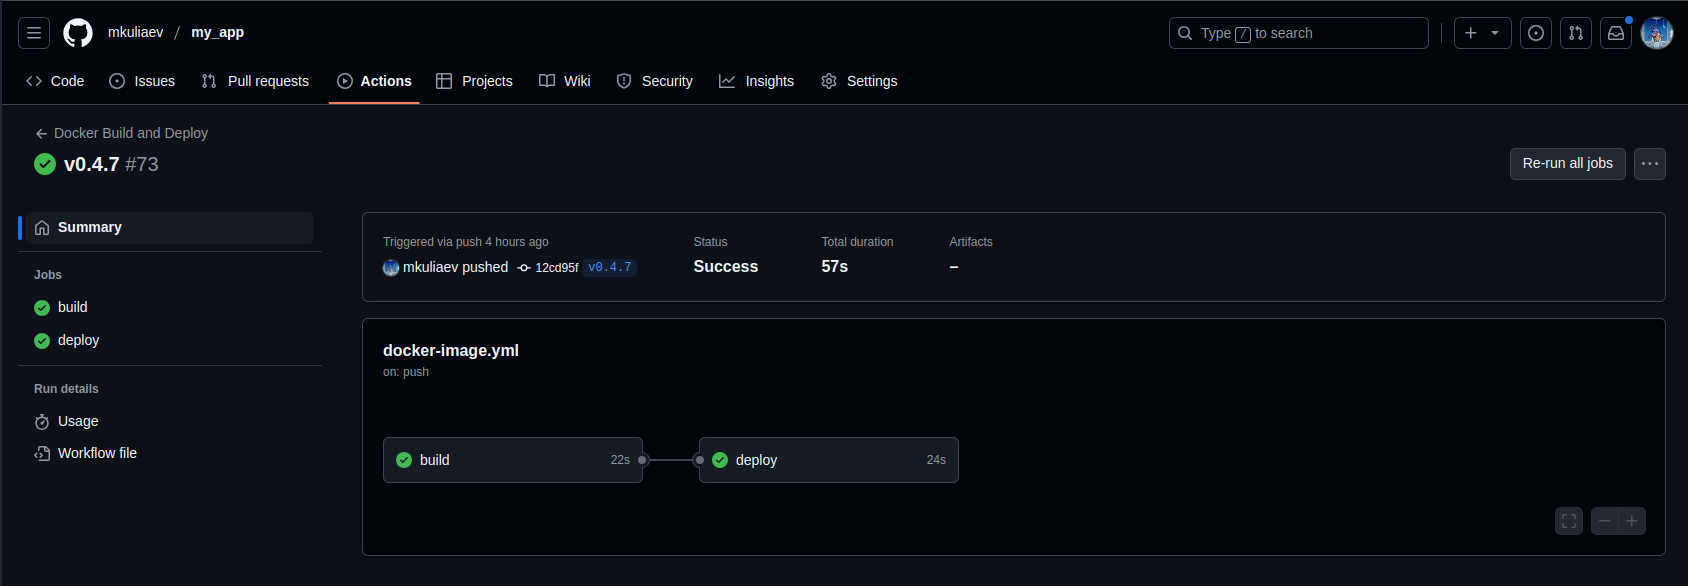 mkuliaev / my_app
Type / to search
Code Issues Pull requests Actions Projects Wiki Security Insights Settings
← Docker Build and Deploy
v0.4.7 #73
Re-run all jobs
Summary
Jobs
build
deploy
Run details
Usage
Workflow file
Triggered via push 4 hours ago
mkuliaev pushed 12cd95f v0.4.7
Status
Success
Total duration
57s
Artifacts
–
docker-image.yml
on: push
build 22s
deploy 24s